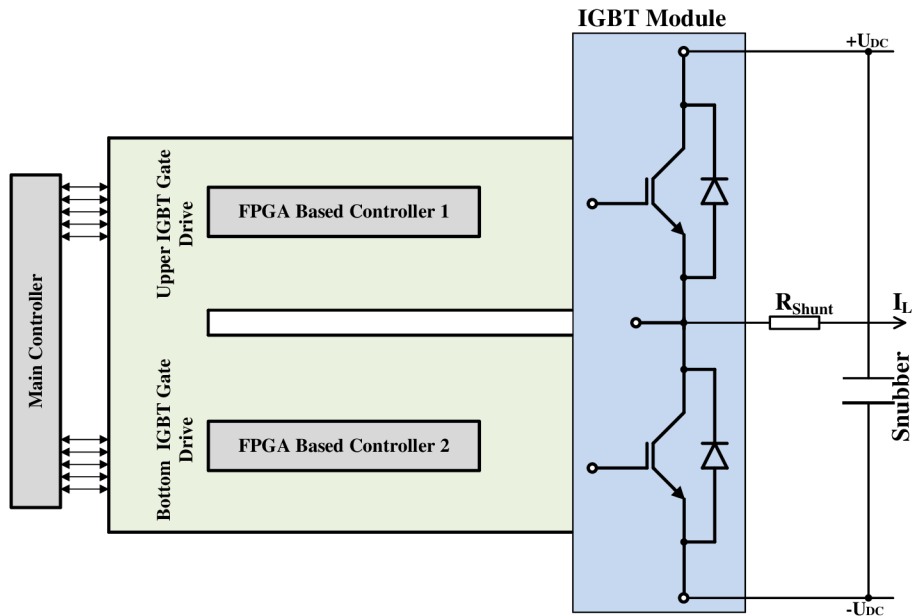 IGBT Module
+UDC
Upper IGBT Gate
Drive
FPGA Based Controller 1
Main Controller
RShunt
IL
Snubber
Bottom IGBT Gate
Drive
FPGA Based Controller 2
-UDC